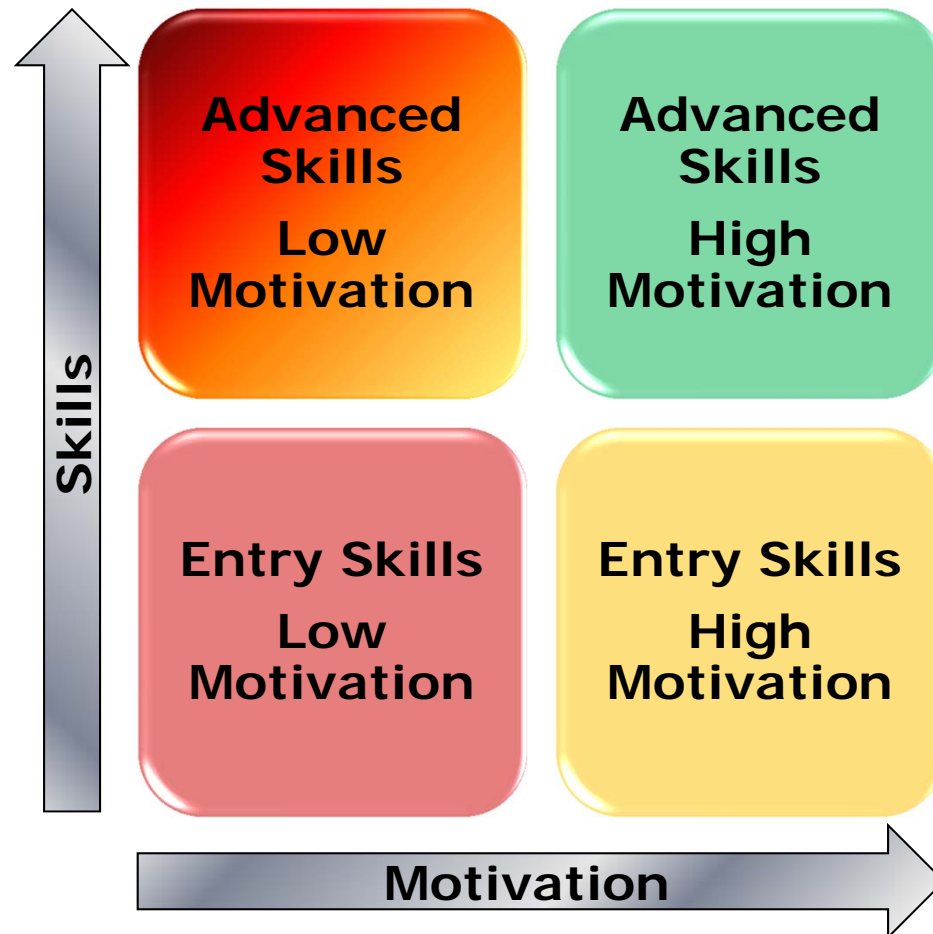 Advanced
Skills
Low
Motivation
Advanced
Skills
High
Motivation
Skills
Entry Skills
Low
Motivation
Entry Skills
High
Motivation
Motivation